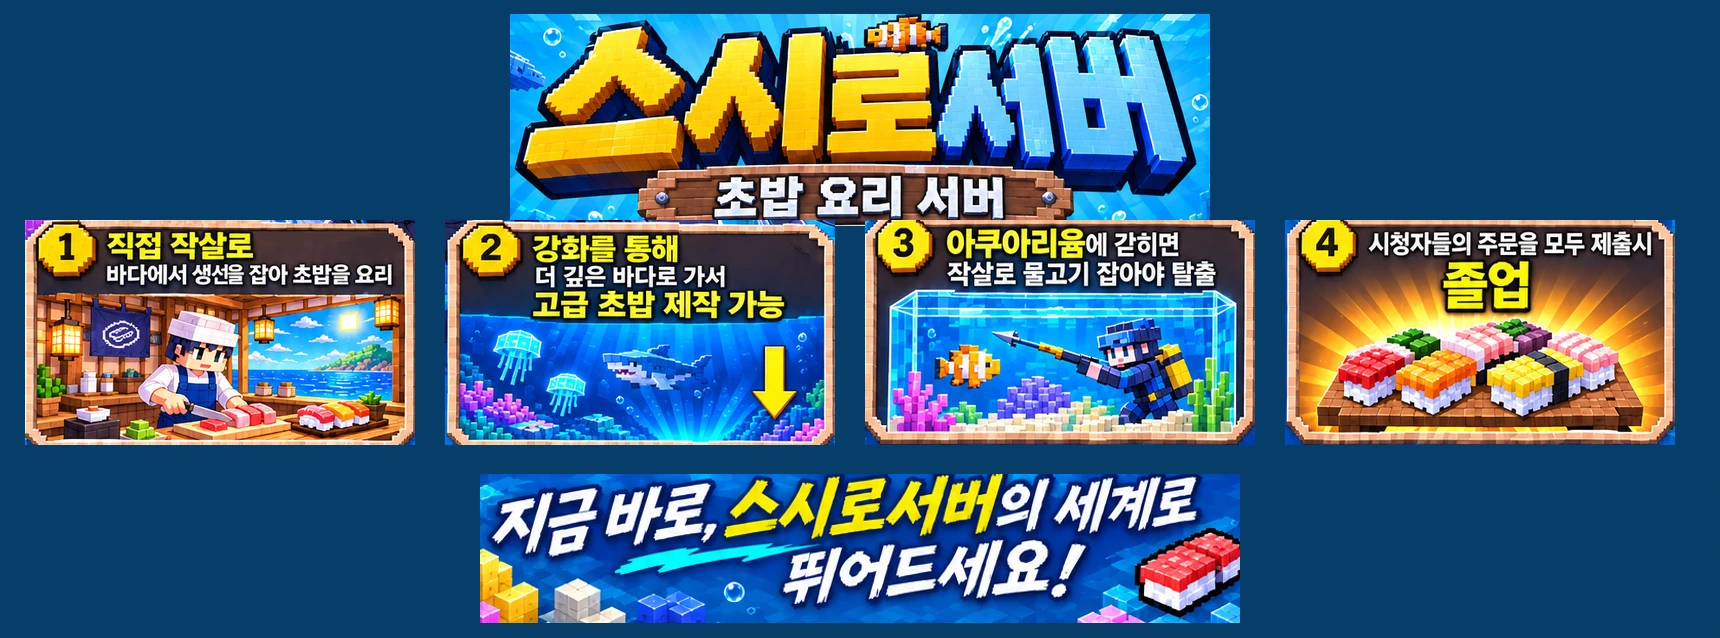 스시로서버
초밥 요리 서버
1
직접 작살로
바다에서 생선을 잡아 초밥을 요리
2
강화를 통해
더 깊은 바다로 가서
고급 초밥 제작 가능
3
아쿠아리움에 갇히면
작살로 물고기 잡아야 탈출
4
시청자들의 주문을 모두 제출시
졸업
지금 바로, 스시로서버의 세계로
뛰어드세요!